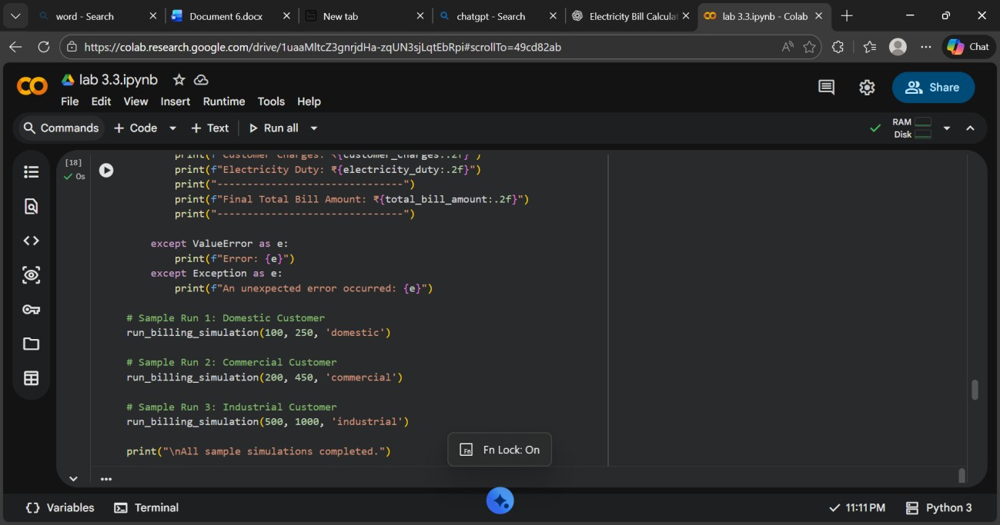 word - Search
Document 6.docx
New tab
chatgpt - Search
Electricity Bill Calcula
lab 3.3.ipynb - Colab
https://colab.research.google.com/drive/1uaaMltcZ3gnrjdHa-zqUN3sjLqtEbRpi#scrollTo=49cd82ab
Chat
lab 3.3.ipynb
File Edit View Insert Runtime Tools Help
Share
Commands + Code + Text Run all
RAM
Disk
[18]
0s
print(f"Customer Charges: ₹{customer_charges:.2f}")
print(f"Electricity Duty: ₹{electricity_duty:.2f}")
print("-------------------------------")
print(f"Final Total Bill Amount: ₹{total_bill_amount:.2f}")
print("-------------------------------")
except ValueError as e:
print(f"Error: {e}")
except Exception as e:
print(f"An unexpected error occurred: {e}")
# Sample Run 1: Domestic Customer
run_billing_simulation(100, 250, 'domestic')
# Sample Run 2: Commercial Customer
run_billing_simulation(200, 450, 'commercial')
# Sample Run 3: Industrial Customer
run_billing_simulation(500, 1000, 'industrial')
print("\nAll sample simulations completed.")
Fn Fn Lock: On
Variables Terminal
11:11 PM Python 3